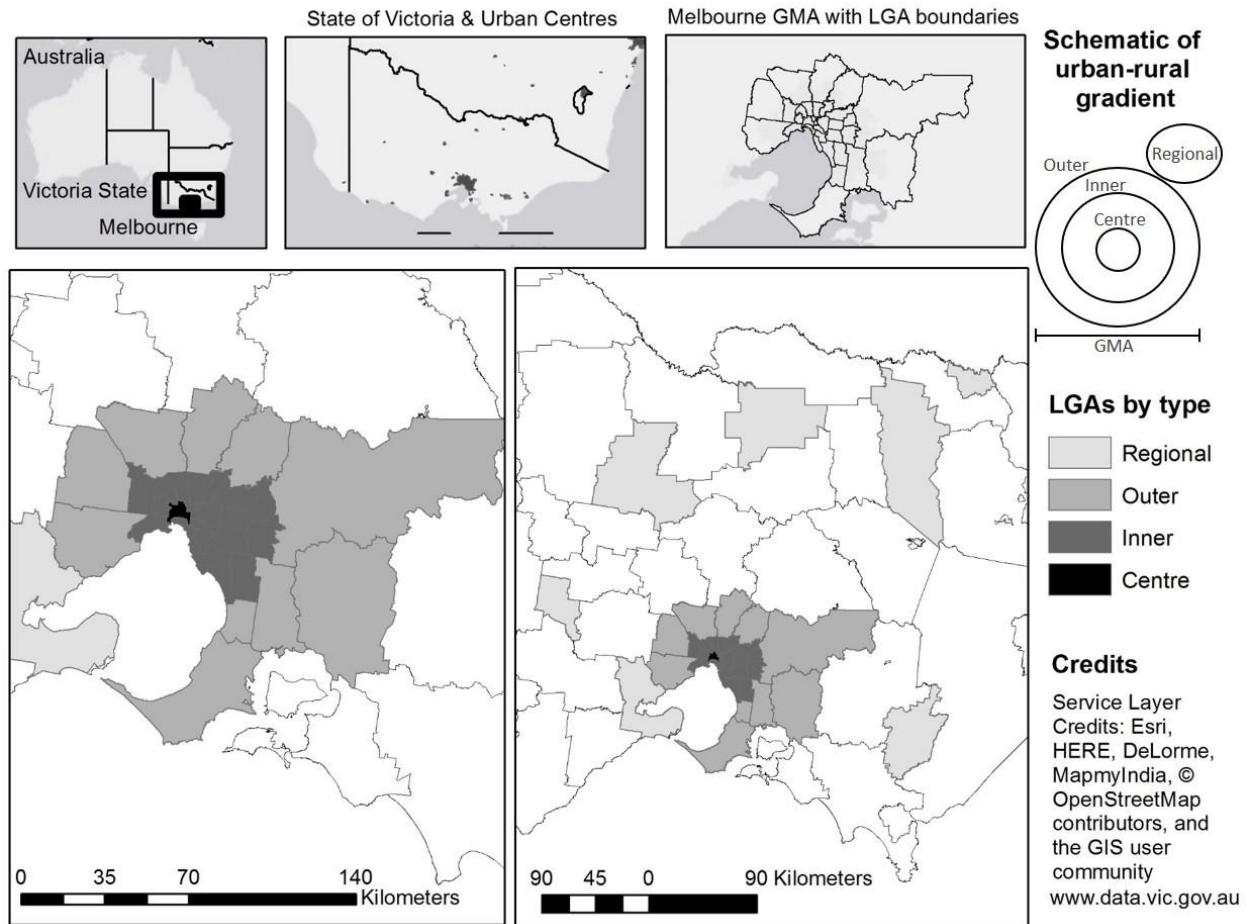 State of Victoria & Urban Centres
Melbourne GMA with LGA boundaries
Australia
Victoria State
Melbourne
Schematic of
urban-rural
gradient
Regional
Outer
Inner
Centre
GMA
LGAs by type
Regional
Outer
Inner
Centre
Credits
Service Layer
Credits: Esri,
HERE, DeLorme,
MapmyIndia, ©
OpenStreetMap
contributors, and
the GIS user
community
www.data.vic.gov.au
0 35 70 140 Kilometers
90 45 0 90 Kilometers